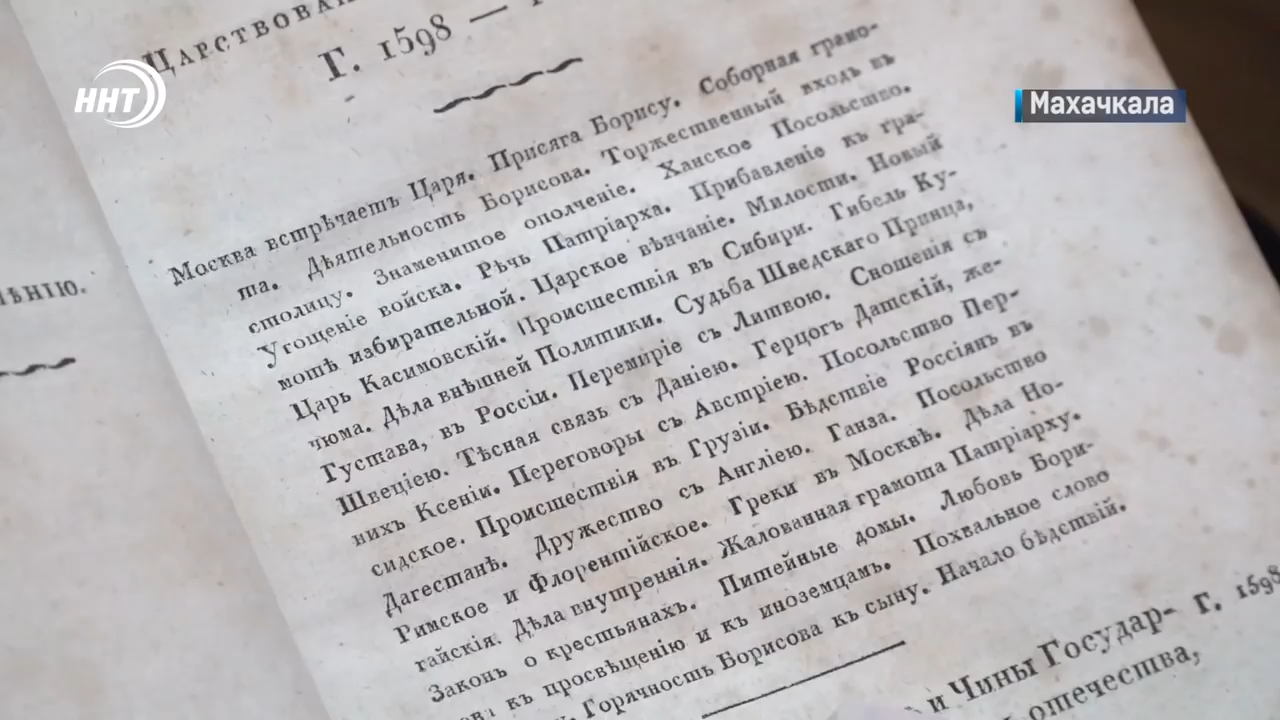 ННТ
Махачкала
Царствован
Г. 1598 —
Москва встрѣчаетъ Царя. Присяга Борису. Соборная грамо-
та. Дѣятельность Борисова. Торжественный входъ въ
столицу. Знаменитое ополченіе. Ханское Посольство.
Угощеніе войска. Рѣчь Патріарха. Прибавленіе къ гра-
мотѣ избирательной. Царское вѣнчаніе. Милости. Новый
Царь Касимовскій. Происшествія въ Сибири. Гибель Ку-
чюма. Дѣла внѣшней Политики. Судьба Шведскаго Принца,
Густава, въ Россіи. Перемиріе съ Литвою. Сношенія съ
Швеціею. Тѣсная связь съ Даніею. Герцогъ Датскій, же-
нихъ Ксеніи. Переговоры съ Австріею. Посольство Пер-
сидское. Происшествія въ Грузіи. Бѣдствіе Россіянъ въ
Дагестанѣ. Дружество съ Англіею. Ганза. Посольство
Римское и Флорентійское. Греки въ Москвѣ. Дѣла Но-
гайскія. Дѣла внутреннія. Жалованная грамота Патріарху.
Законъ о крестьянахъ. Питейные домы. Любовь Бори-
сова къ просвѣщенію и къ иноземцамъ. Похвальное слово
Горячность Борисова къ сыну. Начало бѣдствій.
и Чины Государ- Г. 1598
отечества,
лѣнію.